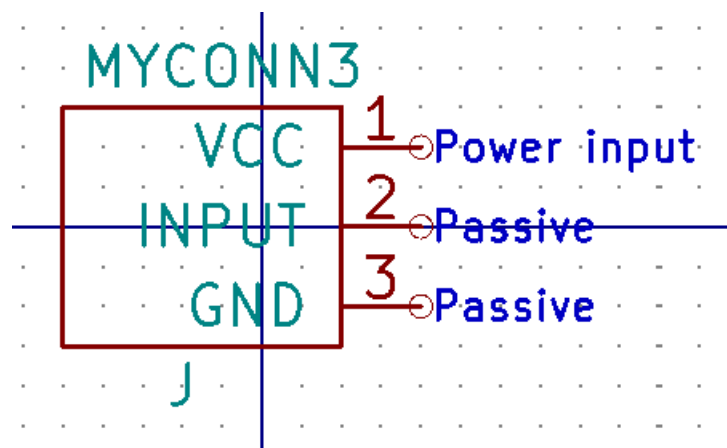 MYCONN3
VCC 1 Power input
INPUT 2 Passive
GND 3 Passive
J